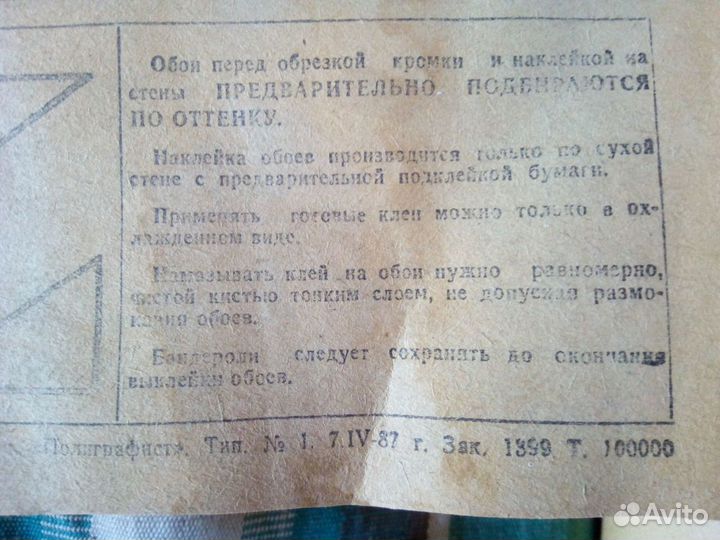 Обои перед обрезкой кромки и наклейкой на
стены ПРЕДВАРИТЕЛЬНО ПОДБИРАЮТСЯ
ПО ОТТЕНКУ.
Наклейка обоев производится только по сухой
стене с предварительной подклейкой бумаги.
Применять готовые клеи можно только в ох-
лажденном виде.
Намазывать клей на обои нужно равномерно,
чистой кистью тонким слоем, не допуская размо-
кания обоев.
Бандероли следует сохранять до окончания
выклейки обоев.
«Полиграфист». Тип. № 1. 7.IV-87 г. Зак. 1399 Т. 100000
Avito